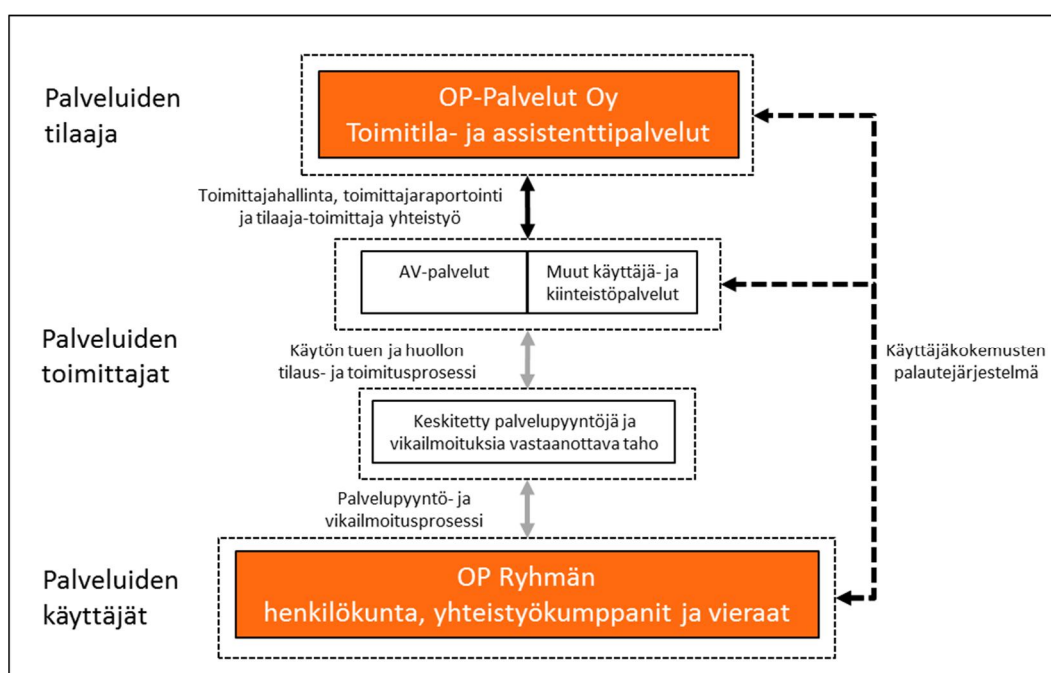 Palveluiden
tilaaja
OP-Palvelut Oy
Toimitila- ja assistenttipalvelut
Toimittajahallinta, toimittajaraportointi
ja tilaaja-toimittaja yhteistyö
AV-palvelut
Muut käyttäjä- ja
kiinteistöpalvelut
Palveluiden
toimittajat
Käytön tuen ja huollon
tilaus- ja toimitusprosessi
Käyttäjäkokemusten
palautejärjestelmä
Keskitetty palvelupyyntöjä ja
vikailmoituksia vastaanottava taho
Palvelupyyntö- ja
vikailmoitusprosessi
Palveluiden
käyttäjät
OP Ryhmän
henkilökunta, yhteistyökumppanit ja vieraat